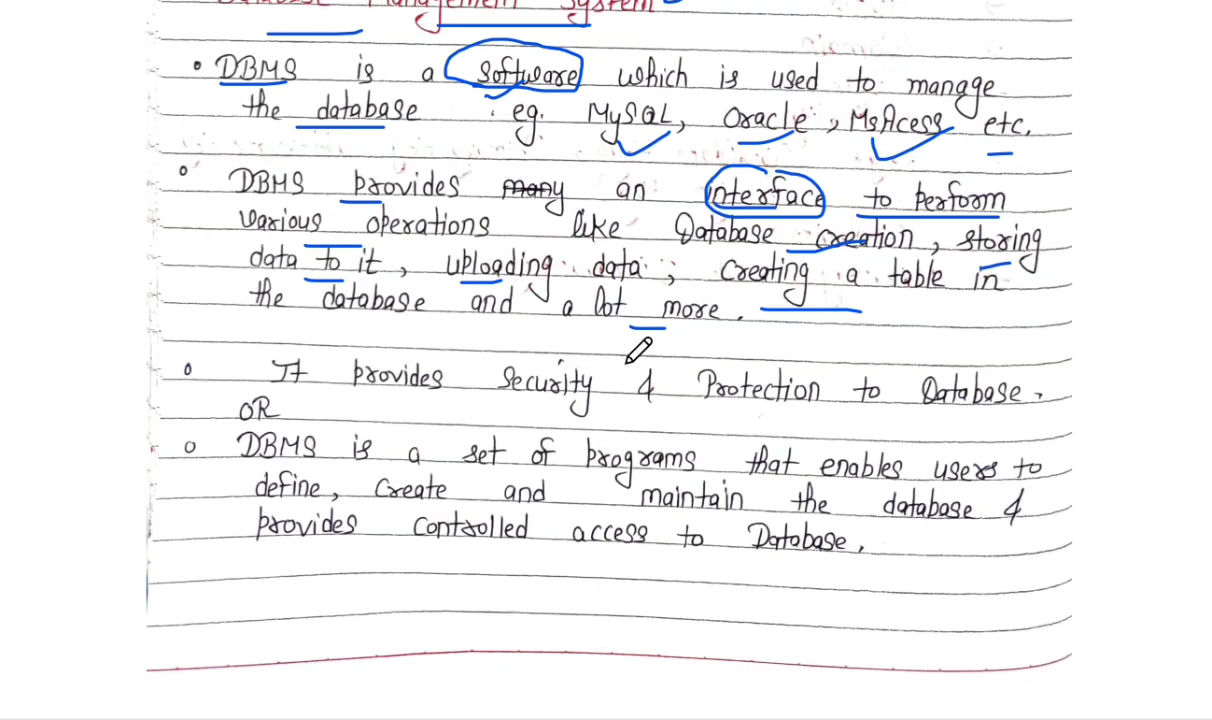 Database Management System
• DBMS is a software which is used to manage
the database. eg. MySQL, Oracle, MsAcess etc.
° DBMS provides many an interface to perform
various operations like Database creation, storing
data to it, uploading data, creating a table in
the database and a lot more.
° It provides Security & Protection to Database.
OR
° DBMS is a set of programs that enables users to
define, create and maintain the database &
provides controlled access to Database.